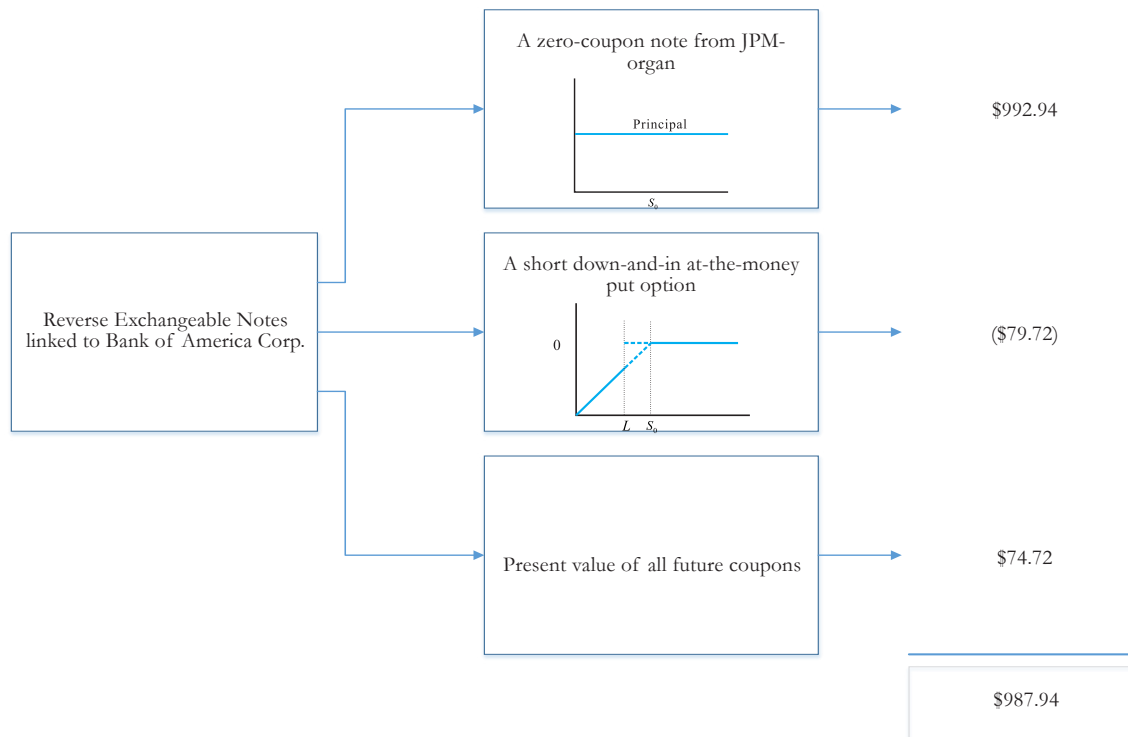 A zero-coupon note from JPM-
organ
Principal
S₀
$992.94
Reverse Exchangeable Notes
linked to Bank of America Corp.
A short down-and-in at-the-money
put option
0
L S₀
($79.72)
Present value of all future coupons
$74.72
$987.94